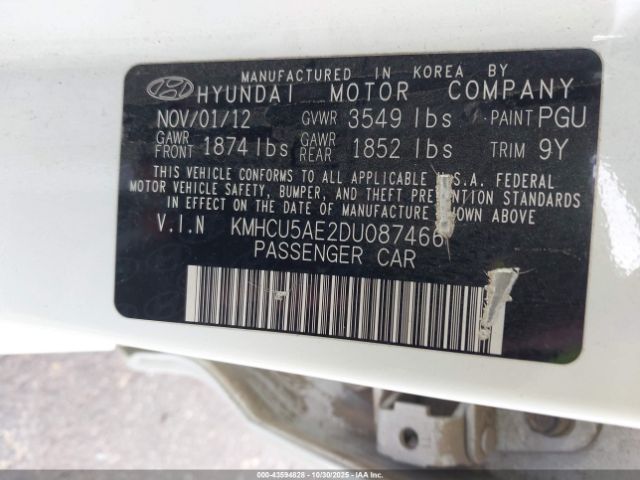 MANUFACTURED IN KOREA BY
HYUNDAI MOTOR COMPANY
NOV/01/12 GVWR 3549 lbs PAINT PGU
GAWR FRONT 1874 lbs GAWR REAR 1852 lbs TRIM 9Y
THIS VEHICLE CONFORMS TO ALL APPLICABLE U.S.A. FEDERAL
MOTOR VEHICLE SAFETY, BUMPER, AND THEFT PREVENTION STANDARDS
IN EFFECT ON THE DATE OF MANUFACTURE SHOWN ABOVE.
V.I.N KMHCU5AE2DU087466
PASSENGER CAR
000-43594828 - 10/30/2025 - COPYRIGHT IAA, LLC.